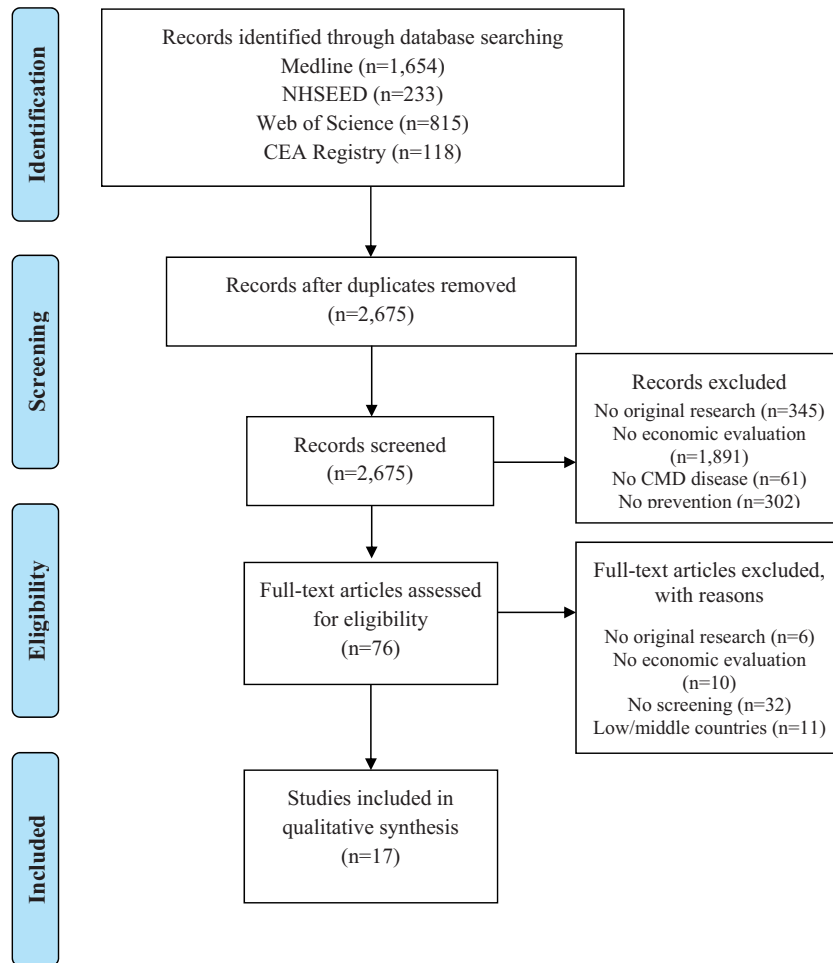 Identification
Records identified through database searching
Medline (n=1,654)
NHSEED (n=233)
Web of Science (n=815)
CEA Registry (n=118)
Screening
Records after duplicates removed
(n=2,675)
Records screened
(n=2,675)
Records excluded
No original research (n=345)
No economic evaluation
(n=1,891)
No CMD disease (n=61)
No prevention (n=302)
Eligibility
Full-text articles assessed
for eligibility
(n=76)
Full-text articles excluded,
with reasons
No original research (n=6)
No economic evaluation
(n=10)
No screening (n=32)
Low/middle countries (n=11)
Included
Studies included in
qualitative synthesis
(n=17)